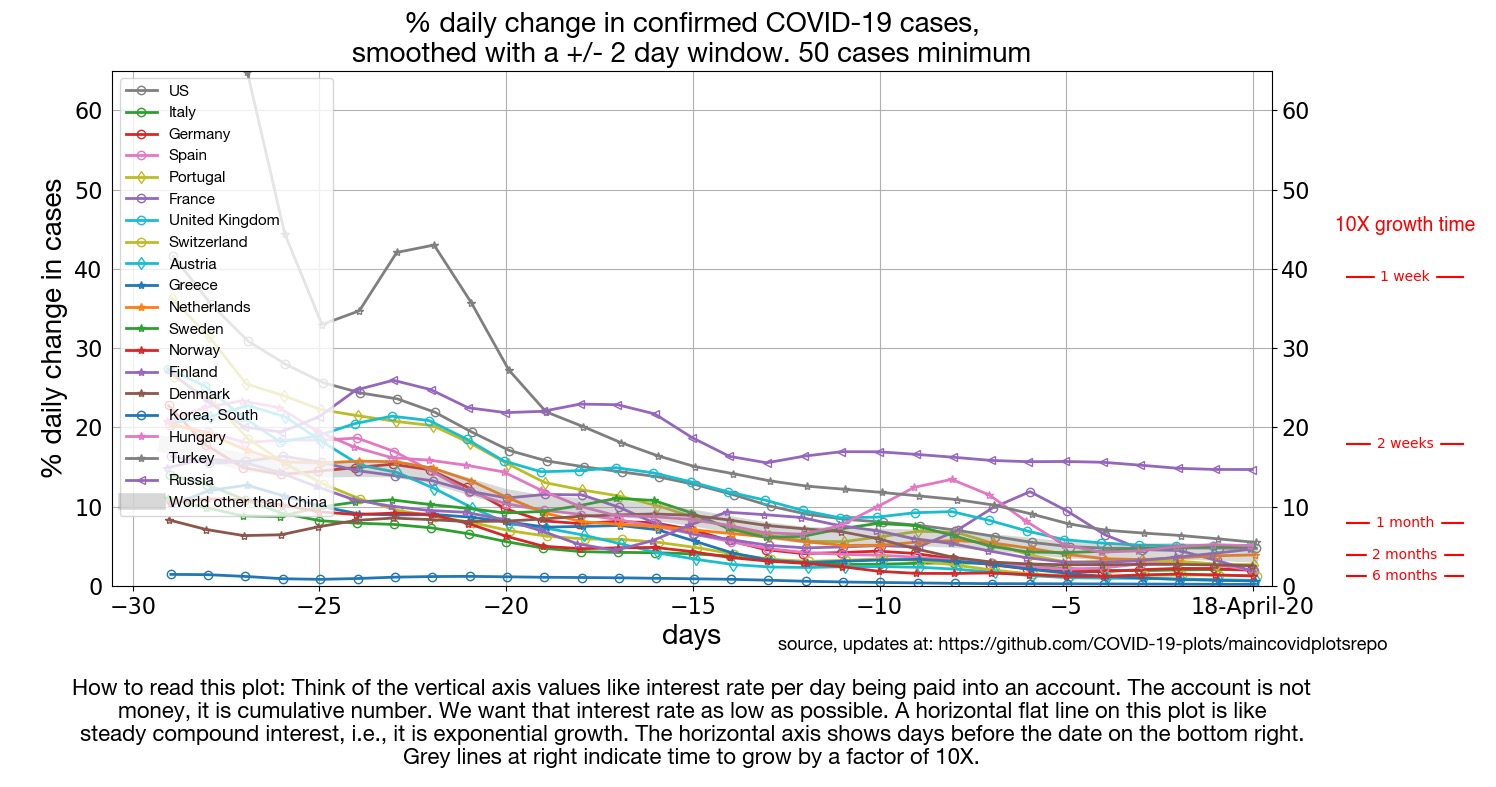 % daily change in confirmed COVID-19 cases,
smoothed with a +/- 2 day window. 50 cases minimum
% daily change in cases
60
50
40
30
20
10
0
US
Italy
Germany
Spain
Portugal
France
United Kingdom
Switzerland
Austria
Greece
Netherlands
Sweden
Norway
Finland
Denmark
Korea, South
Hungary
Turkey
Russia
World other than China
60
50
40
30
20
10
0
10X growth time
1 week
2 weeks
1 month
2 months
6 months
−30
−25
−20
−15
−10
−5
18-April-20
days
source, updates at: https://github.com/COVID-19-plots/maincovidplotsrepo
How to read this plot: Think of the vertical axis values like interest rate per day being paid into an account. The account is not
money, it is cumulative number. We want that interest rate as low as possible. A horizontal flat line on this plot is like
steady compound interest, i.e., it is exponential growth. The horizontal axis shows days before the date on the bottom right.
Grey lines at right indicate time to grow by a factor of 10X.